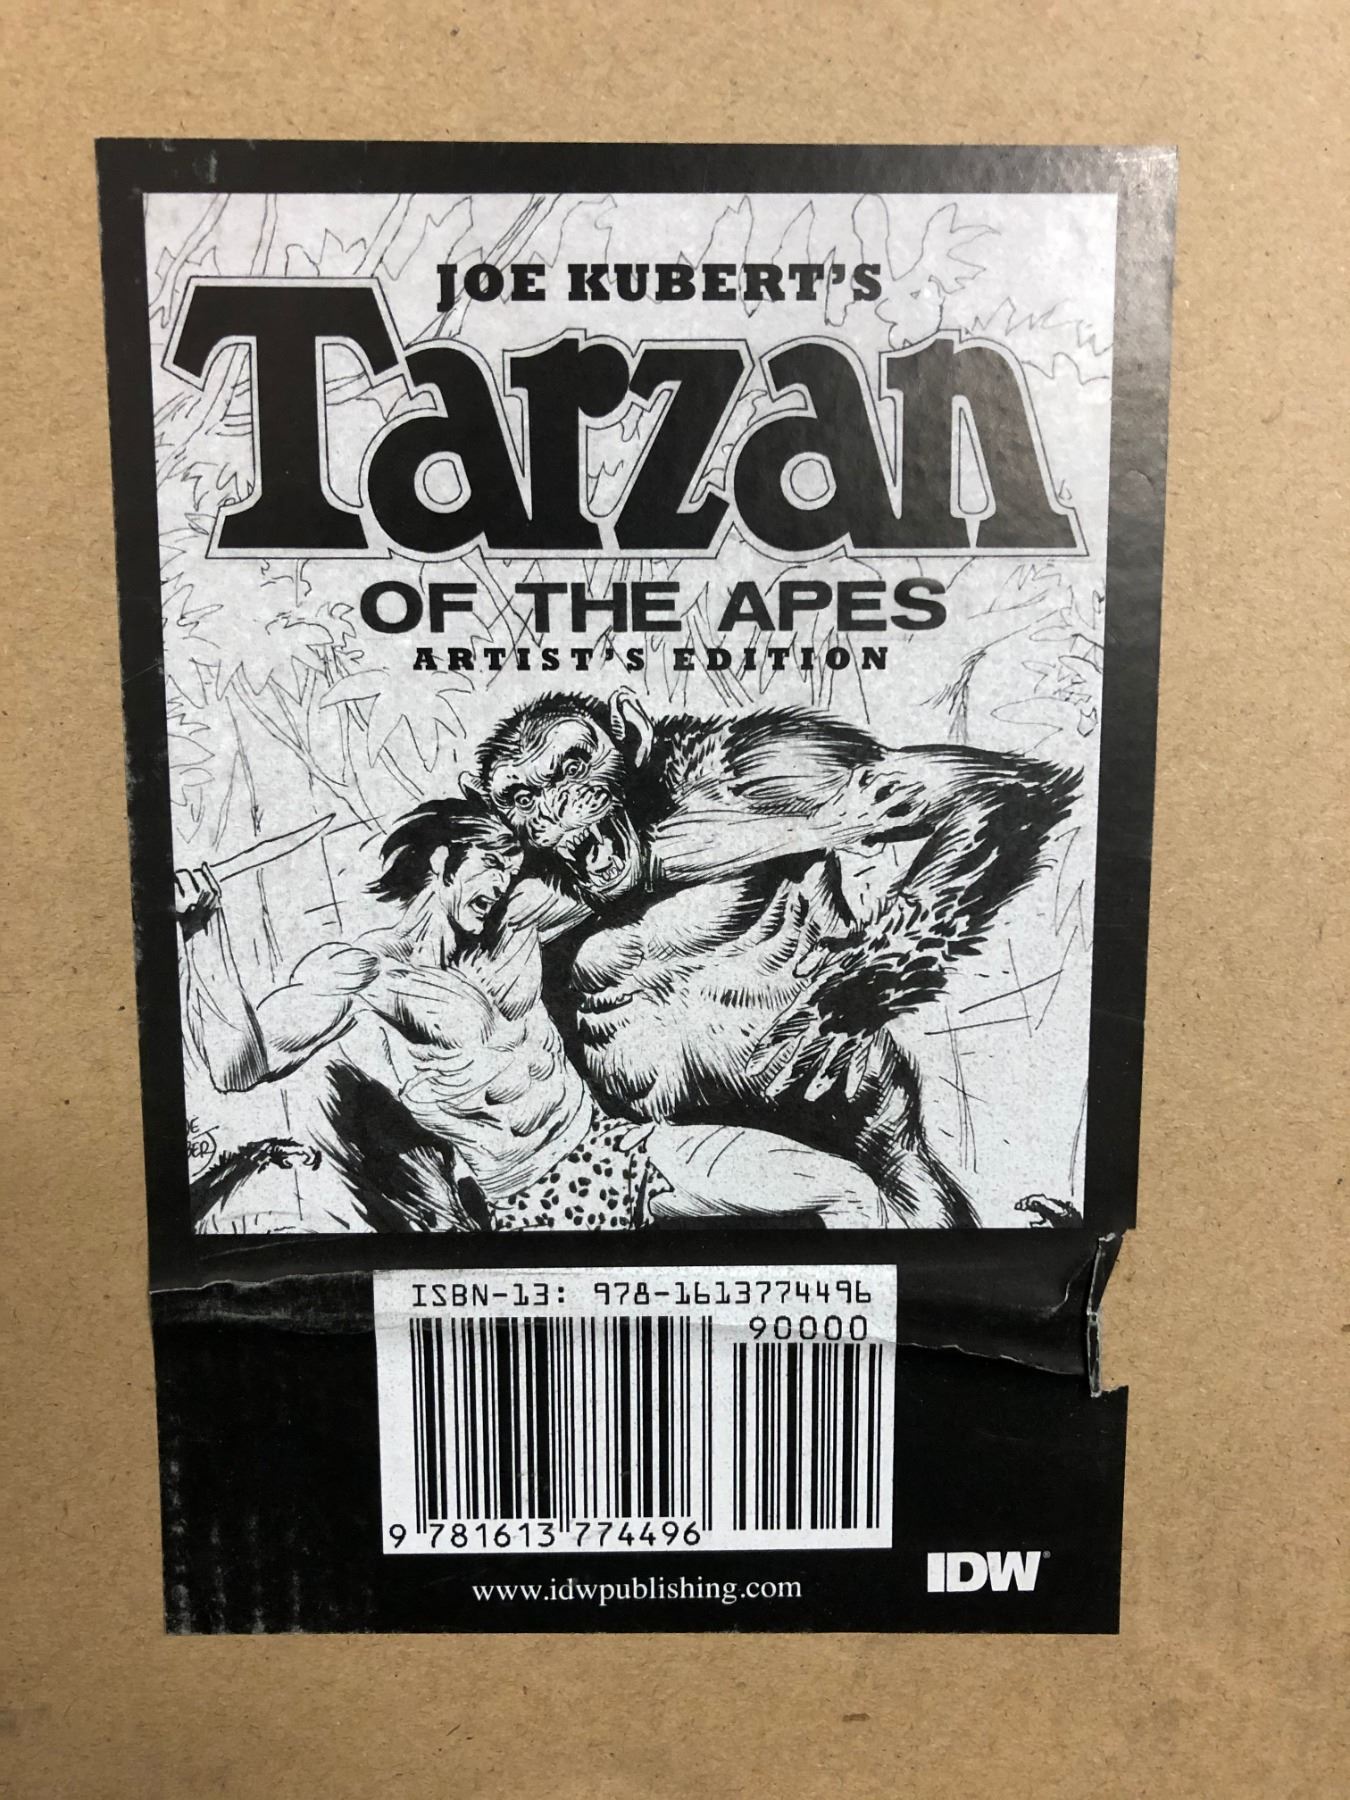 JOE KUBERT'S
Tarzan
OF THE APES
ARTIST'S EDITION
ISBN-13: 978-1613774496
90000
9 781613 774496
www.idwpublishing.com
IDW®